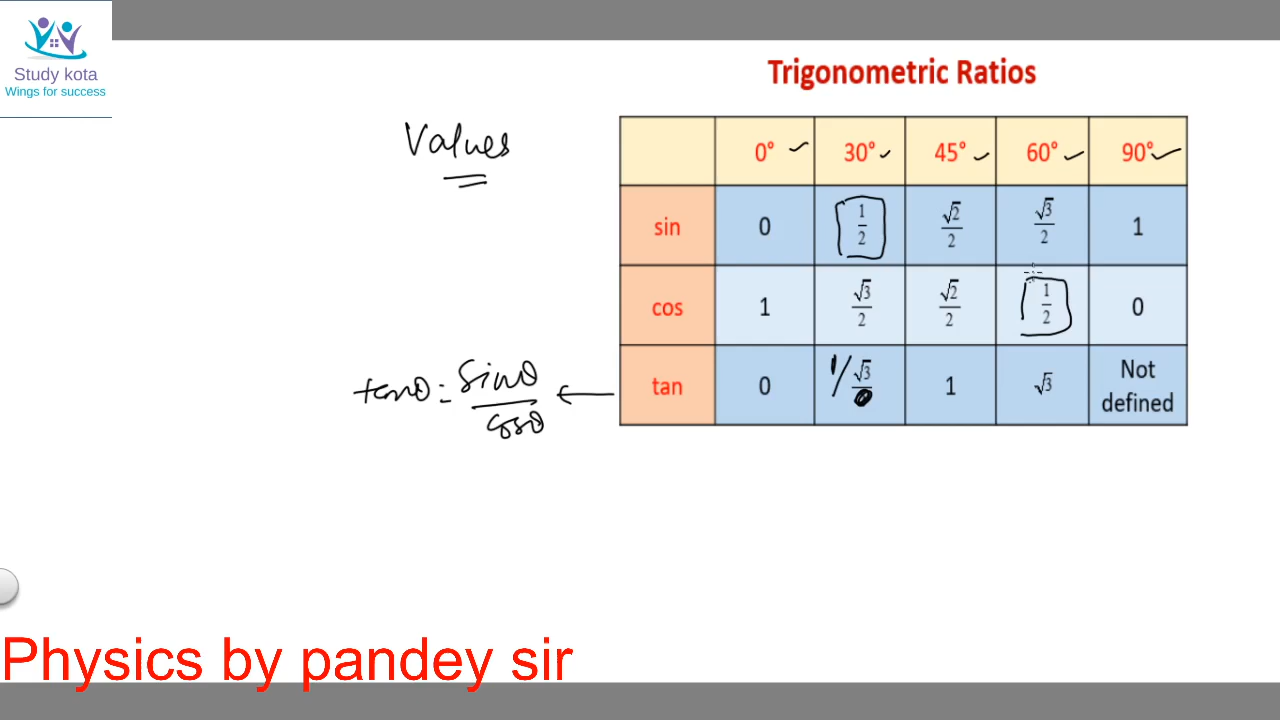 Study kota
Wings for success
Trigonometric Ratios
Values
0° 30° 45° 60° 90°
sin 0 1/2 √2/2 √3/2 1
cos 1 √3/2 √2/2 1/2 0
tan 0 1/√3 1 √3 Not defined
tanθ = sinθ/cosθ
Physics by pandey sir